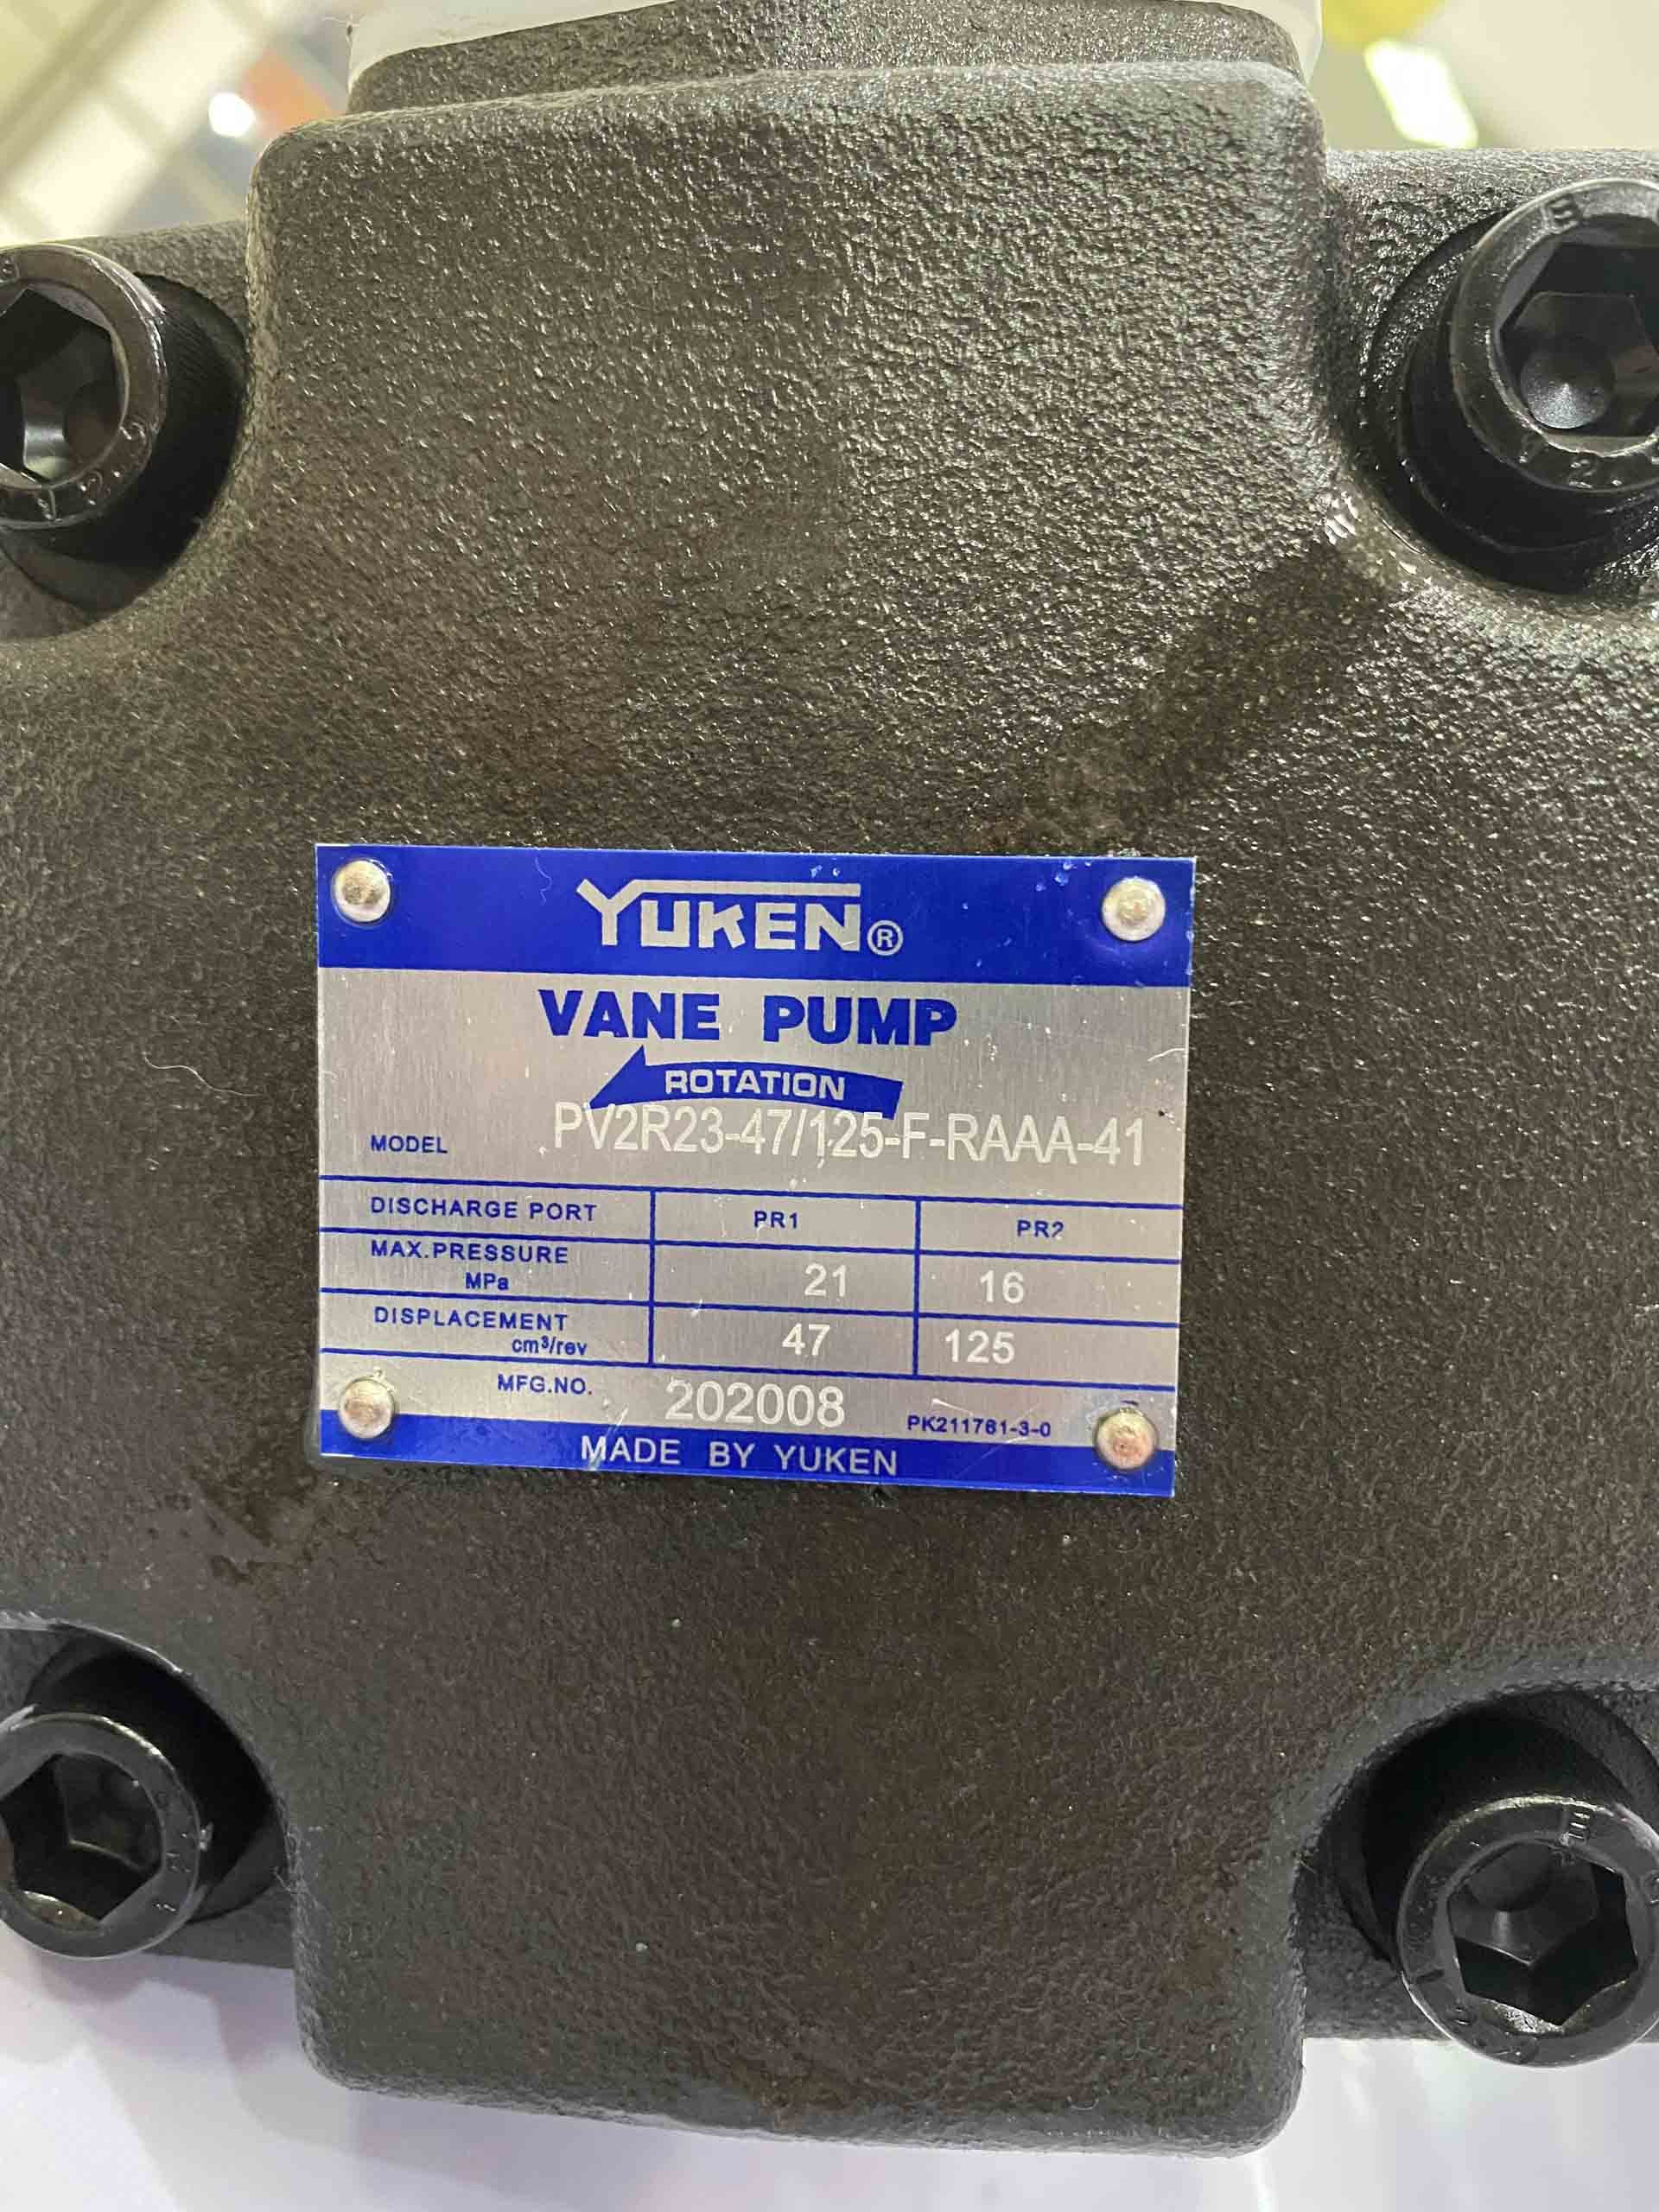 YUKEN®
VANE PUMP
ROTATION
MODEL PV2R23-47/125-F-RAAA-41
DISCHARGE PORT PR1 PR2
MAX.PRESSURE MPa 21 16
DISPLACEMENT cm³/rev 47 125
MFG.NO. 202008 PK211761-3-0
MADE BY YUKEN